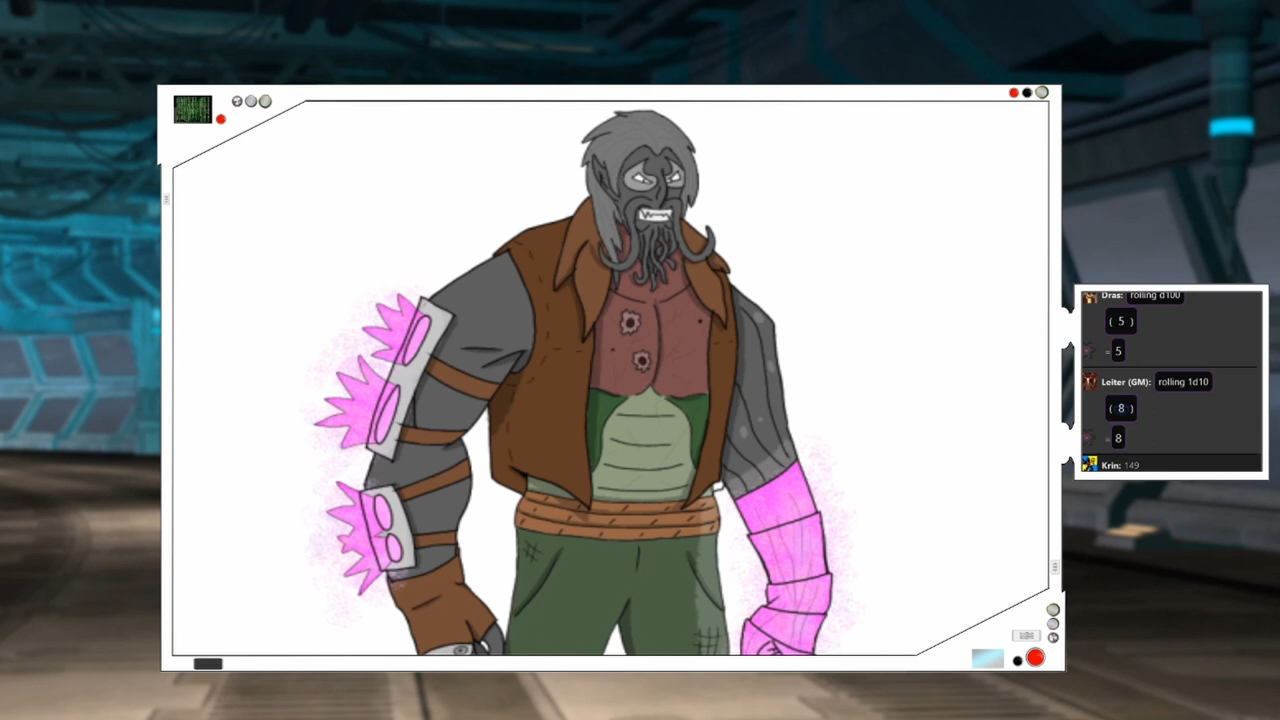 Dras: rolling d100
( 5 )
= 5
Leiter (GM): rolling 1d10
( 8 )
= 8
Krin: 149